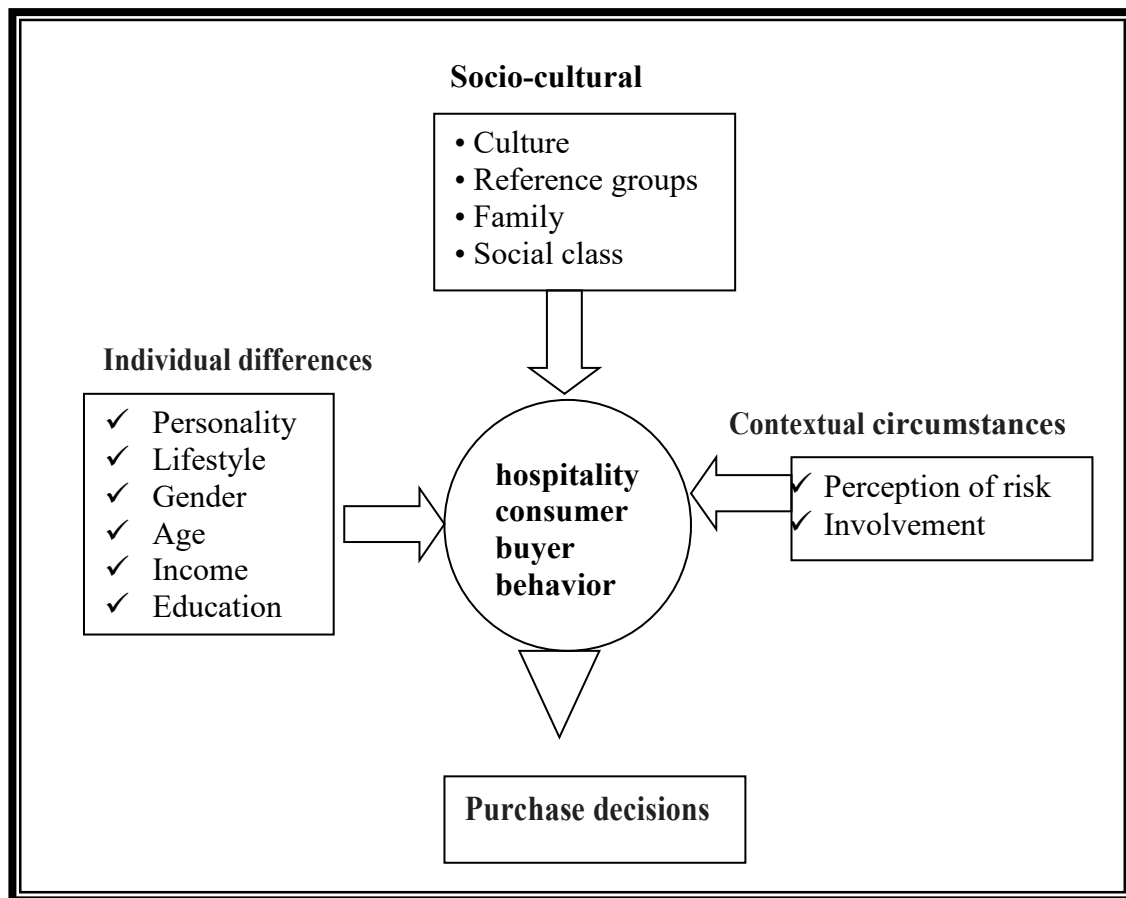 Socio-cultural
• Culture
• Reference groups
• Family
• Social class
Individual differences
✓ Personality
✓ Lifestyle
✓ Gender
✓ Age
✓ Income
✓ Education
hospitality
consumer
buyer
behavior
Contextual circumstances
✓ Perception of risk
✓ Involvement
Purchase decisions